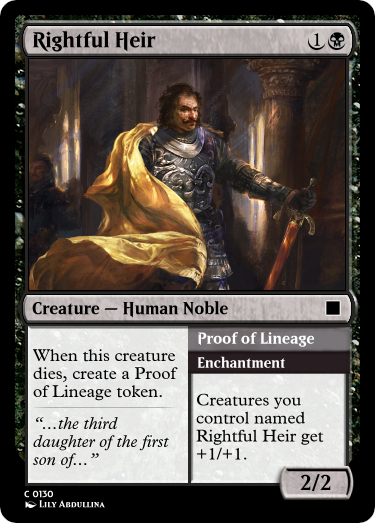 Rightful Heir 1
Creature — Human Noble
When this creature
dies, create a Proof
of Lineage token.
“…the third
daughter of the first
son of…”
Proof of Lineage
Enchantment
Creatures you
control named
Rightful Heir get
+1/+1.
2/2
C 0130
Lily Abdullina